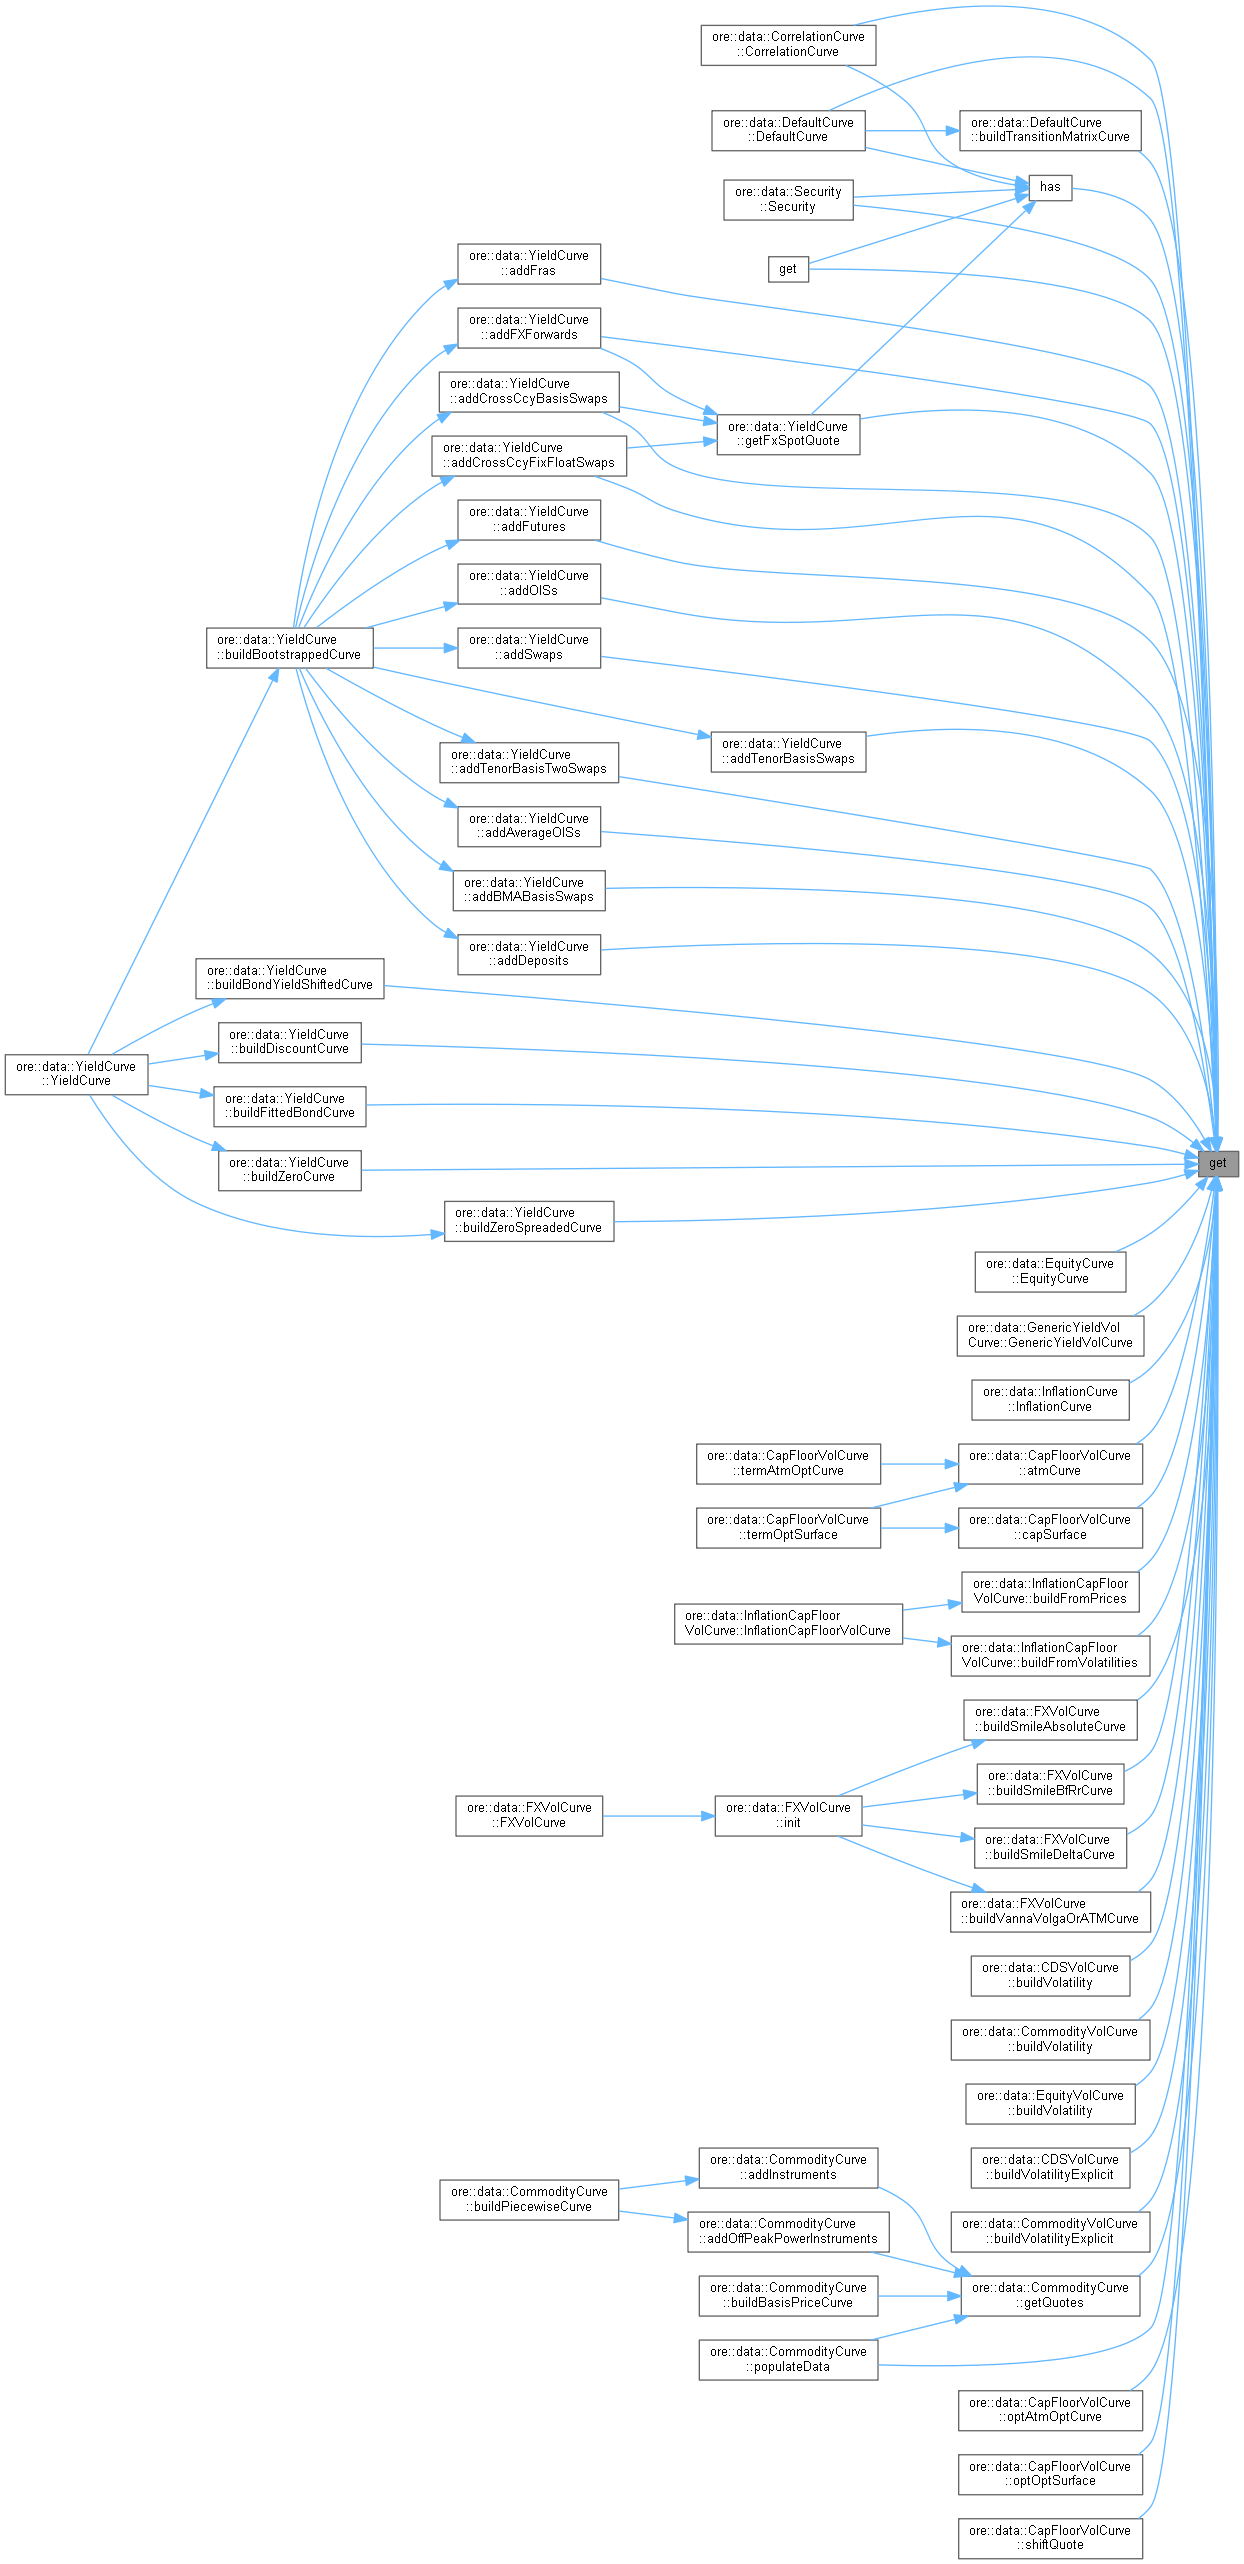 ore::data::CorrelationCurve
::CorrelationCurve
ore::data::DefaultCurve
::DefaultCurve
ore::data::DefaultCurve
::buildTransitionMatrixCurve
has
ore::data::Security
::Security
get
ore::data::YieldCurve
::addFras
ore::data::YieldCurve
::addFXForwards
ore::data::YieldCurve
::addCrossCcyBasisSwaps
ore::data::YieldCurve
::getFxSpotQuote
ore::data::YieldCurve
::addCrossCcyFixFloatSwaps
ore::data::YieldCurve
::addFutures
ore::data::YieldCurve
::addOISs
ore::data::YieldCurve
::buildBootstrappedCurve
ore::data::YieldCurve
::addSwaps
ore::data::YieldCurve
::addTenorBasisSwaps
ore::data::YieldCurve
::addTenorBasisTwoSwaps
ore::data::YieldCurve
::addAverageOISs
ore::data::YieldCurve
::addBMABasisSwaps
ore::data::YieldCurve
::addDeposits
ore::data::YieldCurve
::buildBondYieldShiftedCurve
ore::data::YieldCurve
::buildDiscountCurve
ore::data::YieldCurve
::YieldCurve
ore::data::YieldCurve
::buildFittedBondCurve
ore::data::YieldCurve
::buildZeroCurve
get
ore::data::YieldCurve
::buildZeroSpreadedCurve
ore::data::EquityCurve
::EquityCurve
ore::data::GenericYieldVol
Curve::GenericYieldVolCurve
ore::data::InflationCurve
::InflationCurve
ore::data::CapFloorVolCurve
::termAtmOptCurve
ore::data::CapFloorVolCurve
::atmCurve
ore::data::CapFloorVolCurve
::termOptSurface
ore::data::CapFloorVolCurve
::capSurface
ore::data::InflationCapFloor
VolCurve::buildFromPrices
ore::data::InflationCapFloor
VolCurve::InflationCapFloorVolCurve
ore::data::InflationCapFloor
VolCurve::buildFromVolatilities
ore::data::FXVolCurve
::buildSmileAbsoluteCurve
ore::data::FXVolCurve
::buildSmileBfRrCurve
ore::data::FXVolCurve
::FXVolCurve
ore::data::FXVolCurve
::init
ore::data::FXVolCurve
::buildSmileDeltaCurve
ore::data::FXVolCurve
::buildVannaVolgaOrATMCurve
ore::data::CDSVolCurve
::buildVolatility
ore::data::CommodityVolCurve
::buildVolatility
ore::data::EquityVolCurve
::buildVolatility
ore::data::CDSVolCurve
::buildVolatilityExplicit
ore::data::CommodityCurve
::addInstruments
ore::data::CommodityCurve
::buildPiecewiseCurve
ore::data::CommodityCurve
::addOffPeakPowerInstruments
ore::data::CommodityVolCurve
::buildVolatilityExplicit
ore::data::CommodityCurve
::buildBasisPriceCurve
ore::data::CommodityCurve
::getQuotes
ore::data::CommodityCurve
::populateData
ore::data::CapFloorVolCurve
::optAtmOptCurve
ore::data::CapFloorVolCurve
::optOptSurface
ore::data::CapFloorVolCurve
::shiftQuote